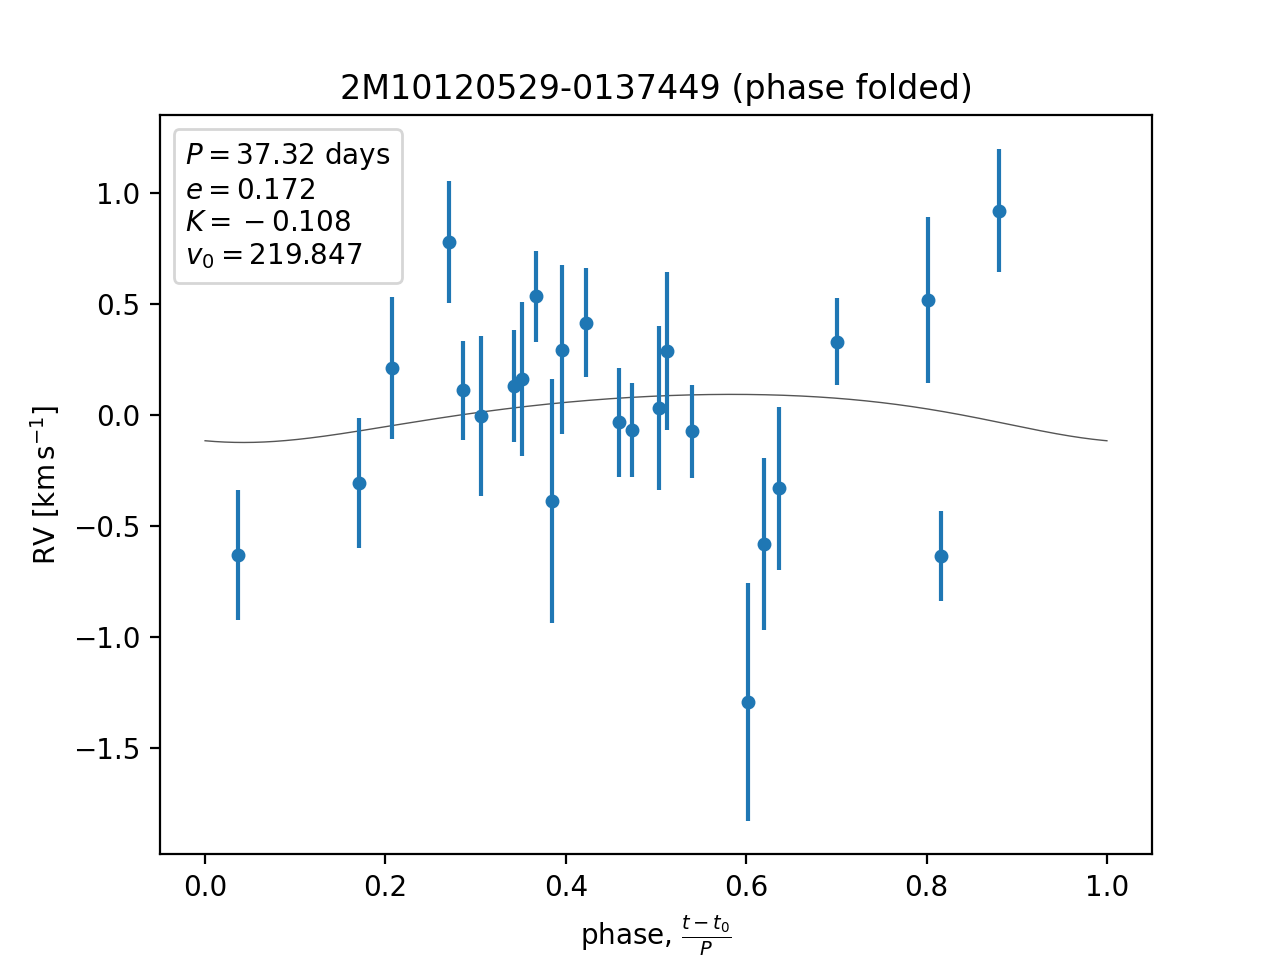 2M10120529-0137449 (phase folded)
P = 37.32 days
e = 0.172
K = −0.108
v₀ = 219.847
1.0
0.5
0.0
−0.5
−1.0
−1.5
RV [km s⁻¹]
0.0 0.2 0.4 0.6 0.8 1.0
phase, (t − t₀)/P